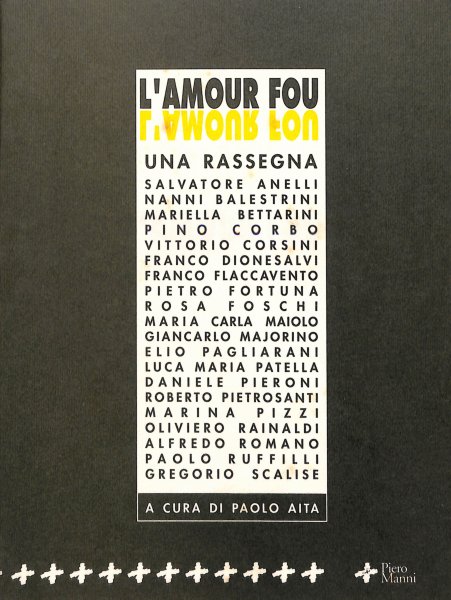 L'AMOUR FOU
L'AMOUR FOU
UNA RASSEGNA
SALVATORE ANELLI
NANNI BALESTRINI
MARIELLA BETTARINI
PINO CORBO
VITTORIO CORSINI
FRANCO DIONESALVI
FRANCO FLACCAVENTO
PIETRO FORTUNA
ROSA FOSCHI
MARIA CARLA MAIOLO
GIANCARLO MAJORINO
ELIO PAGLIARANI
LUCA MARIA PATELLA
DANIELE PIERONI
ROBERTO PIETROSANTI
MARINA PIZZI
OLIVIERO RAINALDI
ALFREDO ROMANO
PAOLO RUFFILLI
GREGORIO SCALISE
A CURA DI PAOLO AITA
Piero
Manni